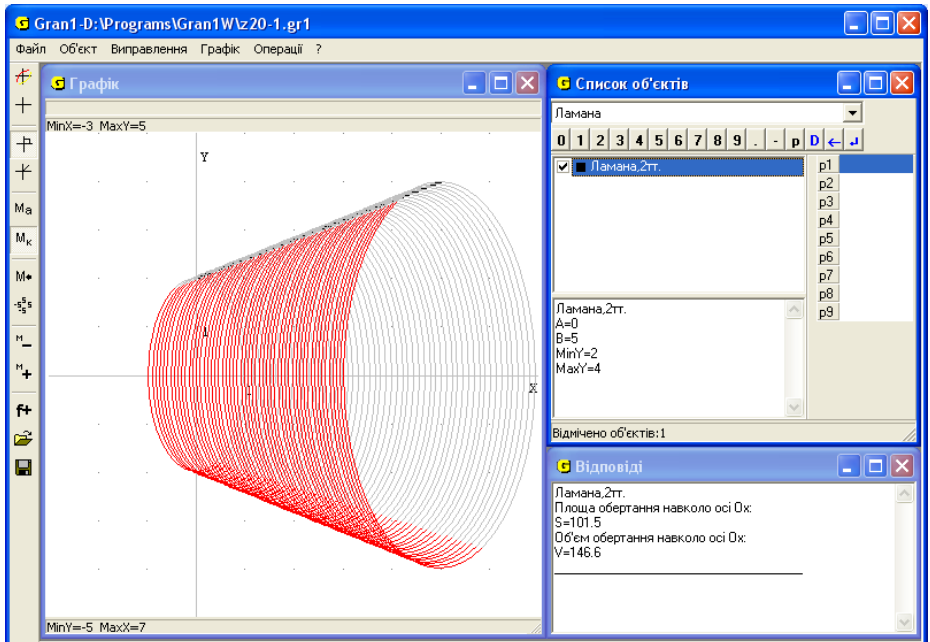 Gran1-D:\Programs\Gran1W\z20-1.gr1
Файл Об'єкт Виправлення Графік Операції ?
Графік
MinX=-3 MaxY=5
Y
1
X
1
MinY=-5 MaxX=7
Ма
Мк
М
s s s s
М
М+
f+
Список об'єктів
Ламана
0 1 2 3 4 5 6 7 8 9 . - p D ← ↲
Ламана,2тт.
p1
p2
p3
p4
p5
p6
p7
p8
p9
Ламана,2тт.
A=0
B=5
MinY=2
MaxY=4
Відмічено об'єктів:1
Відповіді
Ламана,2тт.
Площа обертання навколо осі Ox:
S=101.5
Об'єм обертання навколо осі Ox:
V=146.6